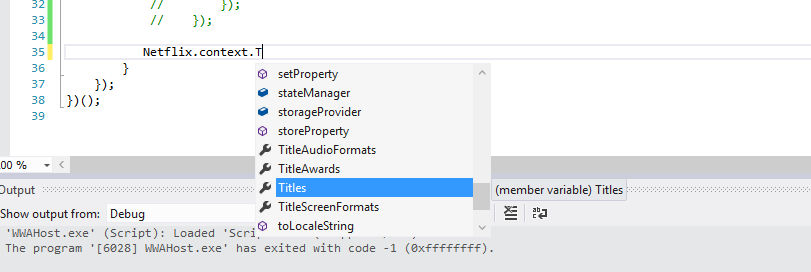 32 // });
33 // });
34
35 Netflix.context.T
36 }
37 });
38 })();
39
setProperty
stateManager
storageProvider
storeProperty
TitleAudioFormats
TitleAwards
Titles
TitleScreenFormats
toLocaleString
(member variable) Titles
00 %
Output
Show output from: Debug
'WWAHost.exe' (Script): Loaded 'Scrip
The program '[6028] WWAHost.exe' has exited with code -1 (0xffffffff).